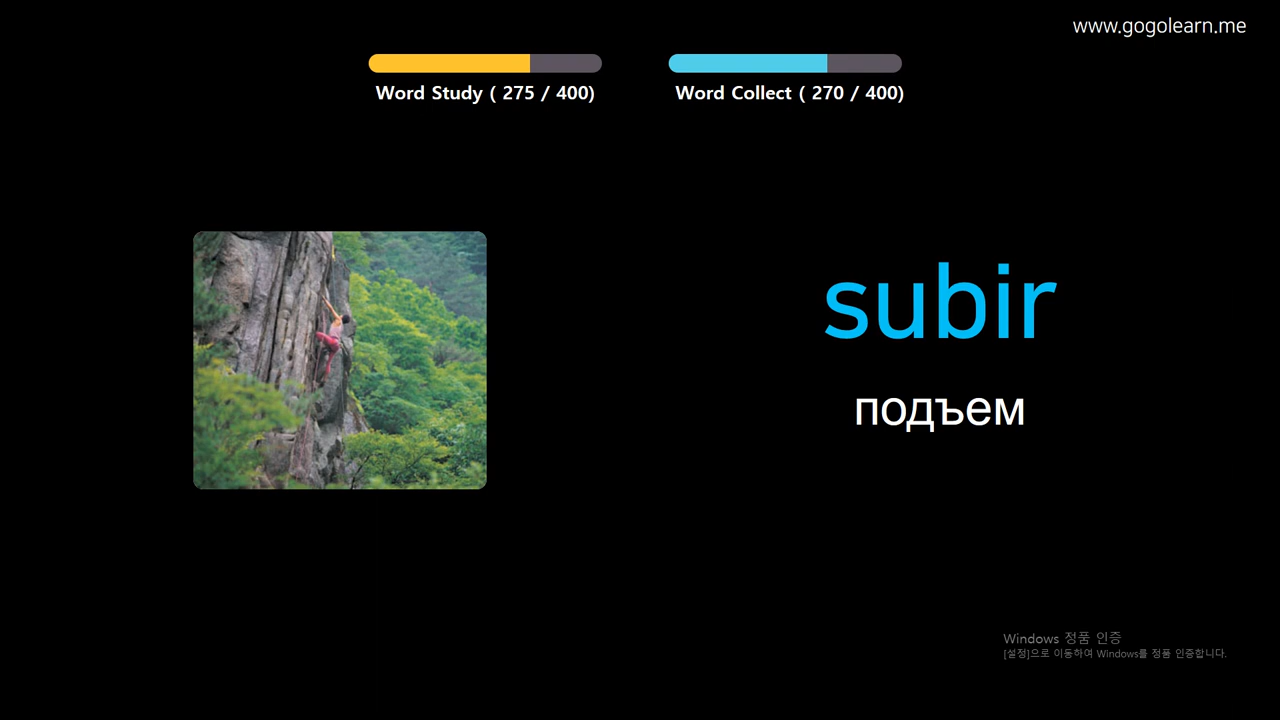 www.gogolearn.me
Word Study ( 275 / 400)
Word Collect ( 270 / 400)
subir
подъем
Windows 정품 인증
[설정]으로 이동하여 Windows를 정품 인증합니다.